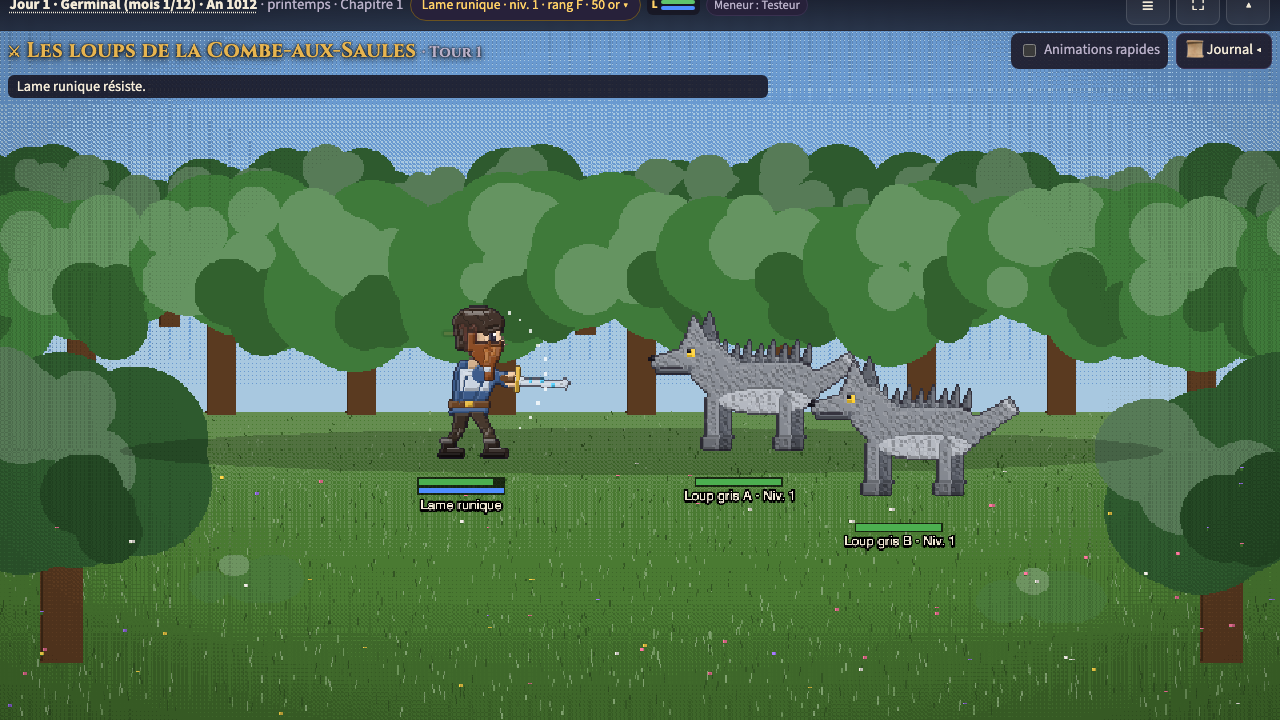 Jour 1 · Germinal (mois 1/12) · An 1012 · printemps · Chapitre 1
Lame runique · niv. 1 · rang F · 50 or ▾
L
Meneur : Testeur
⚔ Les loups de la Combe-aux-Saules · Tour 1
Animations rapides
Journal ◂
Lame runique résiste.
Lame runique
Loup gris A · Niv. 1
Loup gris B · Niv. 1